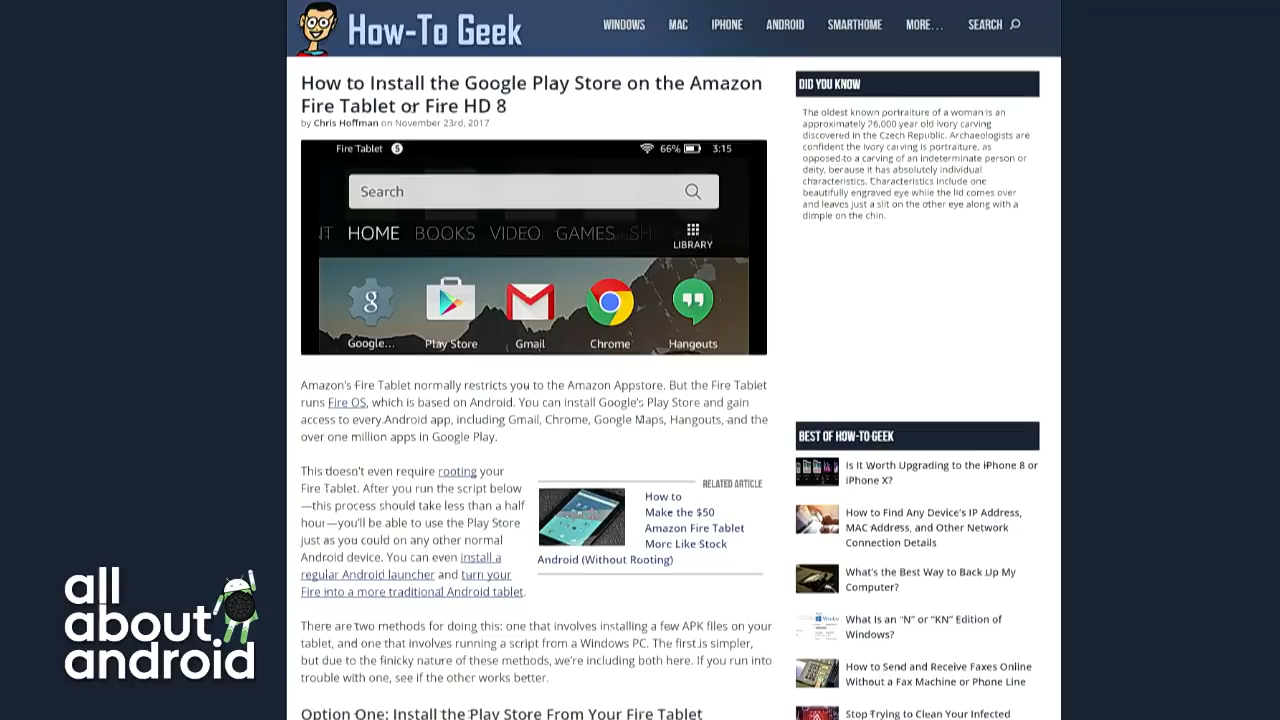 How-To Geek
WINDOWS MAC IPHONE ANDROID SMARTHOME MORE... SEARCH
How to Install the Google Play Store on the Amazon
Fire Tablet or Fire HD 8
by Chris Hoffman on November 23rd, 2017
Fire Tablet 5 66% 3:15
Search
HOME BOOKS VIDEO GAMES SH
LIBRARY
Google... Play Store Gmail Chrome Hangouts
Amazon's Fire Tablet normally restricts you to the Amazon Appstore. But the Fire Tablet
runs Fire OS, which is based on Android. You can install Google's Play Store and gain
access to every Android app, including Gmail, Chrome, Google Maps, Hangouts, and the
over one million apps in Google Play.
This doesn't even require rooting your
Fire Tablet. After you run the script below
—this process should take less than a half
hour—you'll be able to use the Play Store
just as you could on any other normal
Android device. You can even install a
regular Android launcher and turn your
Fire into a more traditional Android tablet.
RELATED ARTICLE
How to
Make the $50
Amazon Fire Tablet
More Like Stock
Android (Without Rooting)
There are two methods for doing this: one that involves installing a few APK files on your
tablet, and one that involves running a script from a Windows PC. The first is simpler,
but due to the finicky nature of these methods, we're including both here. If you run into
trouble with one, see if the other works better.
Option One: Install the Play Store From Your Fire Tablet
DID YOU KNOW
The oldest known portraiture of a woman is an
approximately 26,000 year old ivory carving
discovered in the Czech Republic. Archaeologists are
confident the ivory carving is portraiture, as
opposed to a carving of an indeterminate person or
deity, because it has absolutely individual
characteristics. Characteristics include one
beautifully engraved eye while the lid comes over
and leaves just a slit on the other eye along with a
dimple on the chin.
BEST OF HOW-TO GEEK
Is It Worth Upgrading to the iPhone 8 or
iPhone X?
How to Find Any Device's IP Address,
MAC Address, and Other Network
Connection Details
What's the Best Way to Back Up My
Computer?
What Is an "N" or "KN" Edition of
Windows?
How to Send and Receive Faxes Online
Without a Fax Machine or Phone Line
Stop Trying to Clean Your Infected
all
about
android